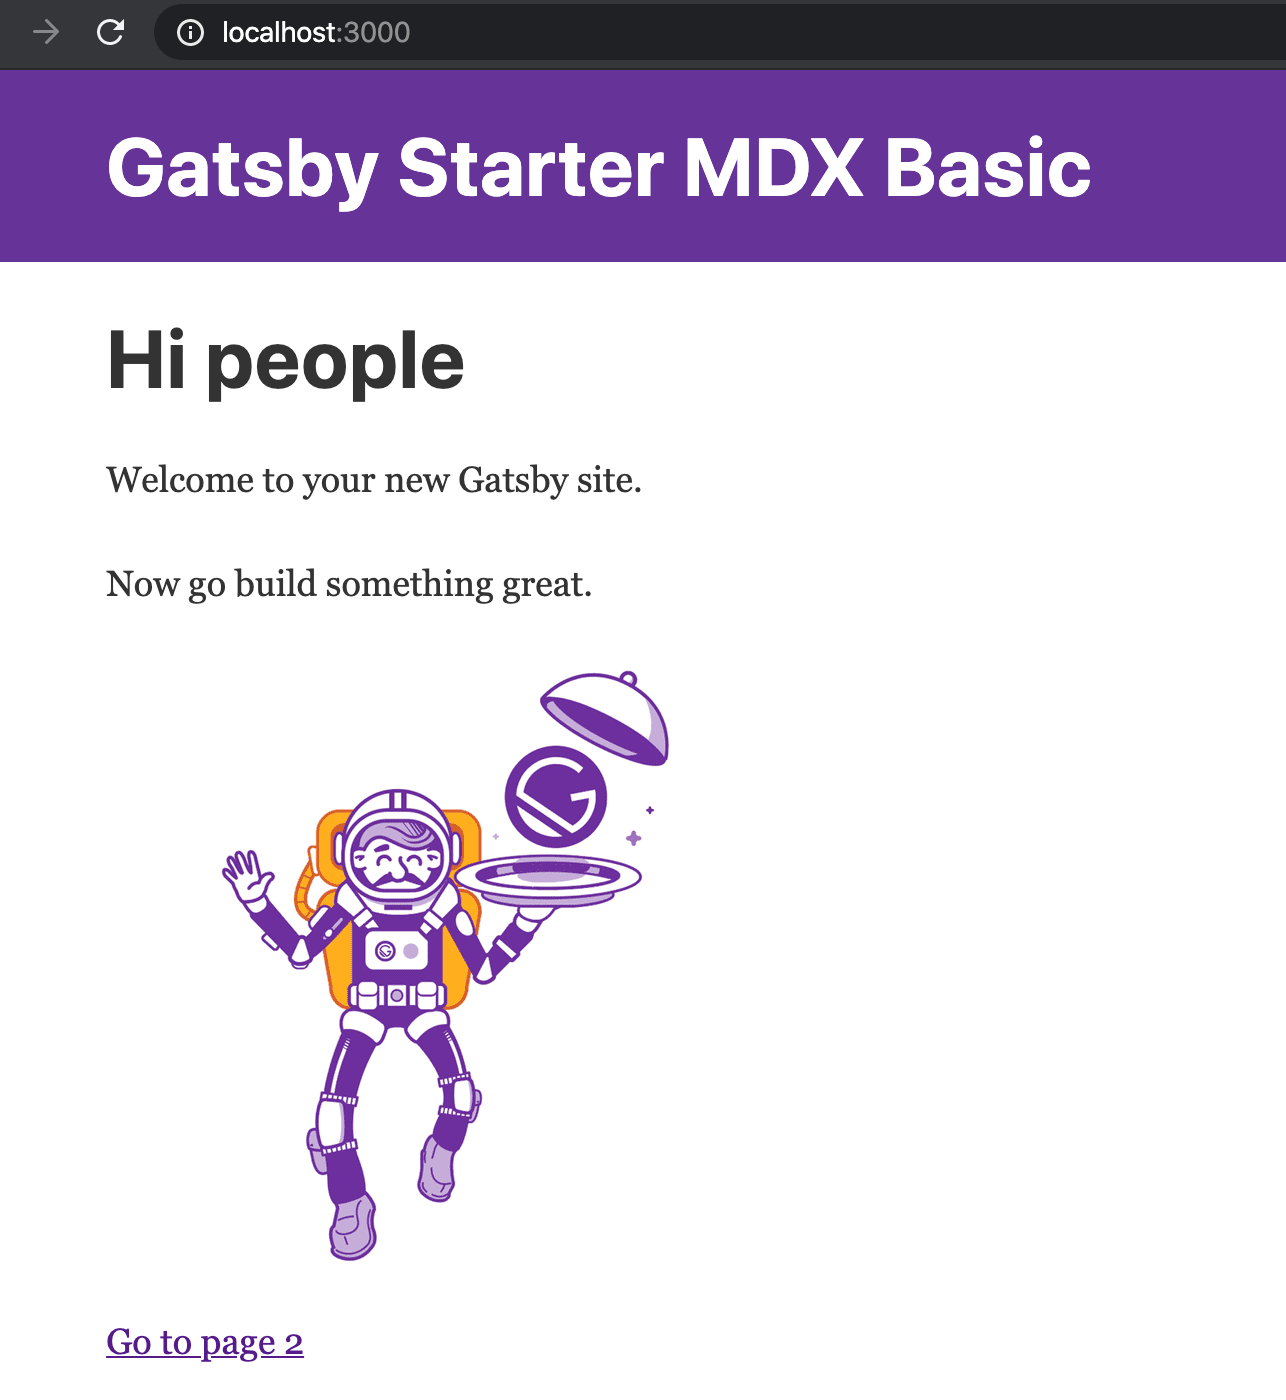 localhost:3000
Gatsby Starter MDX Basic
Hi people
Welcome to your new Gatsby site.
Now go build something great.
Go to page 2